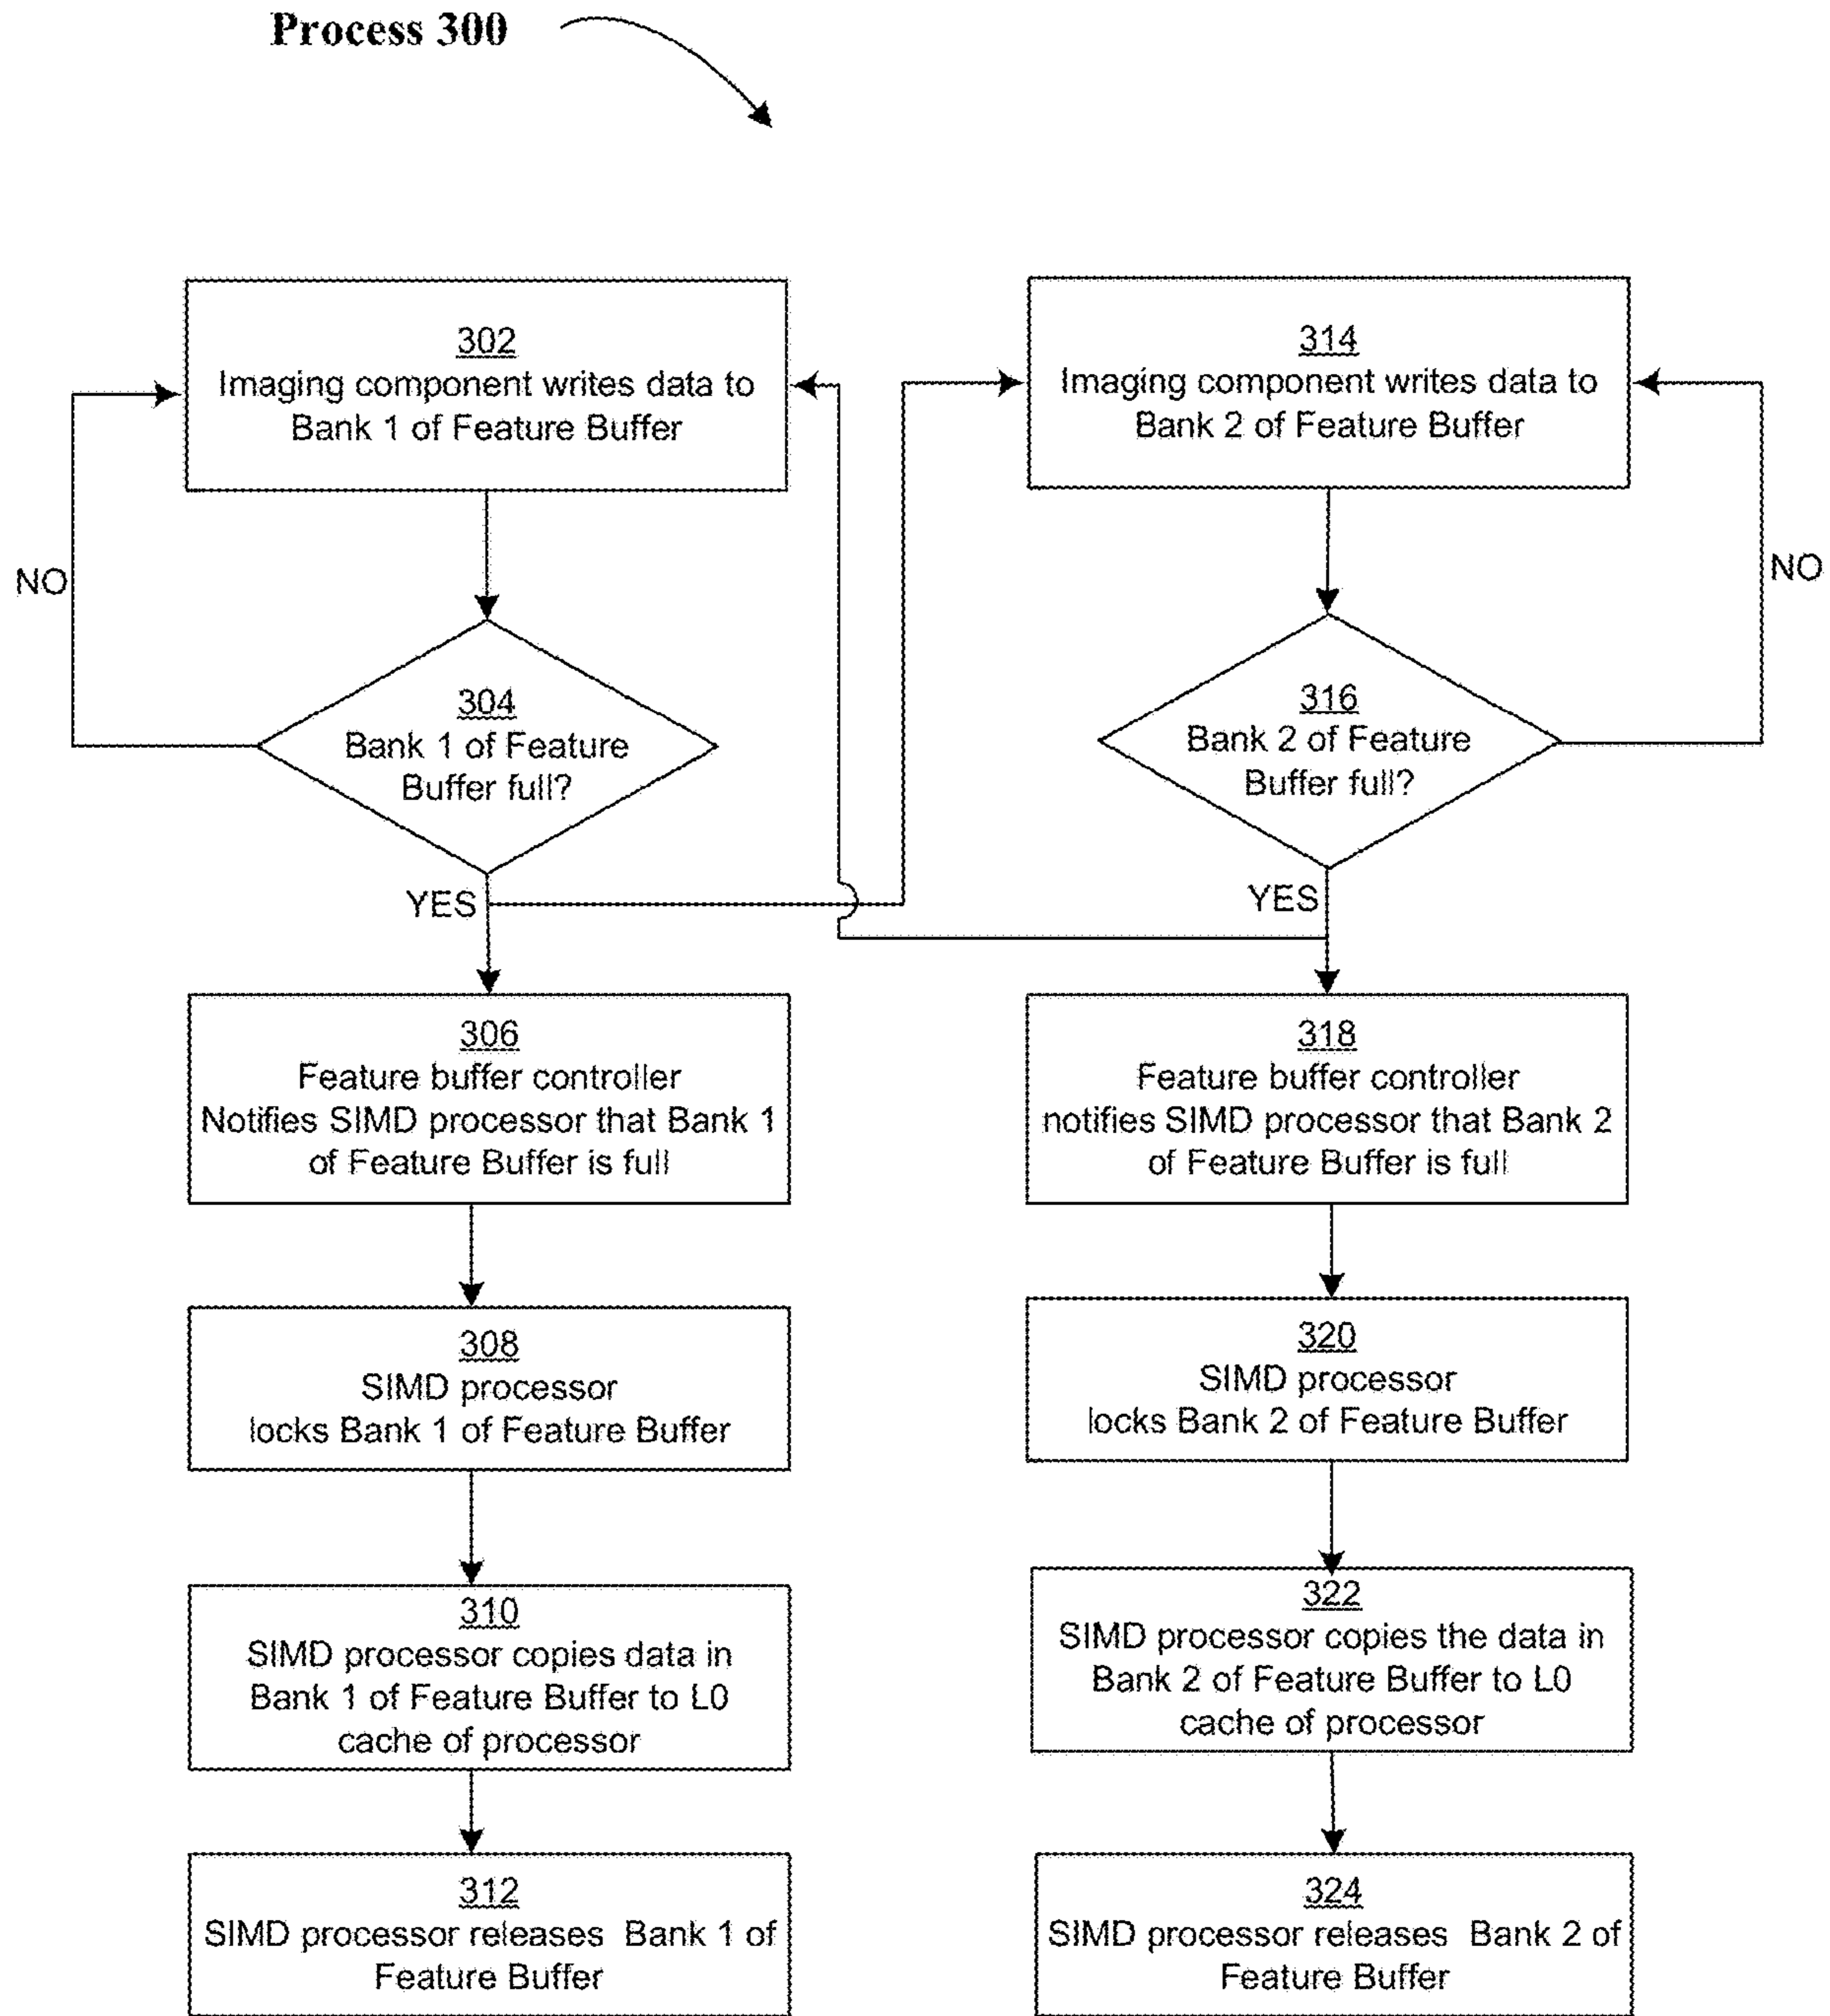 Process 300
302
Imaging component writes data to
Bank 1 of Feature Buffer
NO
304
Bank 1 of Feature
Buffer full?
YES
306
Feature buffer controller
Notifies SIMD processor that Bank 1
of Feature Buffer is full
308
SIMD processor
locks Bank 1 of Feature Buffer
310
SIMD processor copies data in
Bank 1 of Feature Buffer to L0
cache of processor
312
SIMD processor releases Bank 1 of
Feature Buffer
314
Imaging component writes data to
Bank 2 of Feature Buffer
NO
316
Bank 2 of Feature
Buffer full?
YES
318
Feature buffer controller
notifies SIMD processor that Bank 2
of Feature Buffer is full
320
SIMD processor
locks Bank 2 of Feature Buffer
322
SIMD processor copies the data in
Bank 2 of Feature Buffer to L0
cache of processor
324
SIMD processor releases Bank 2 of
Feature Buffer